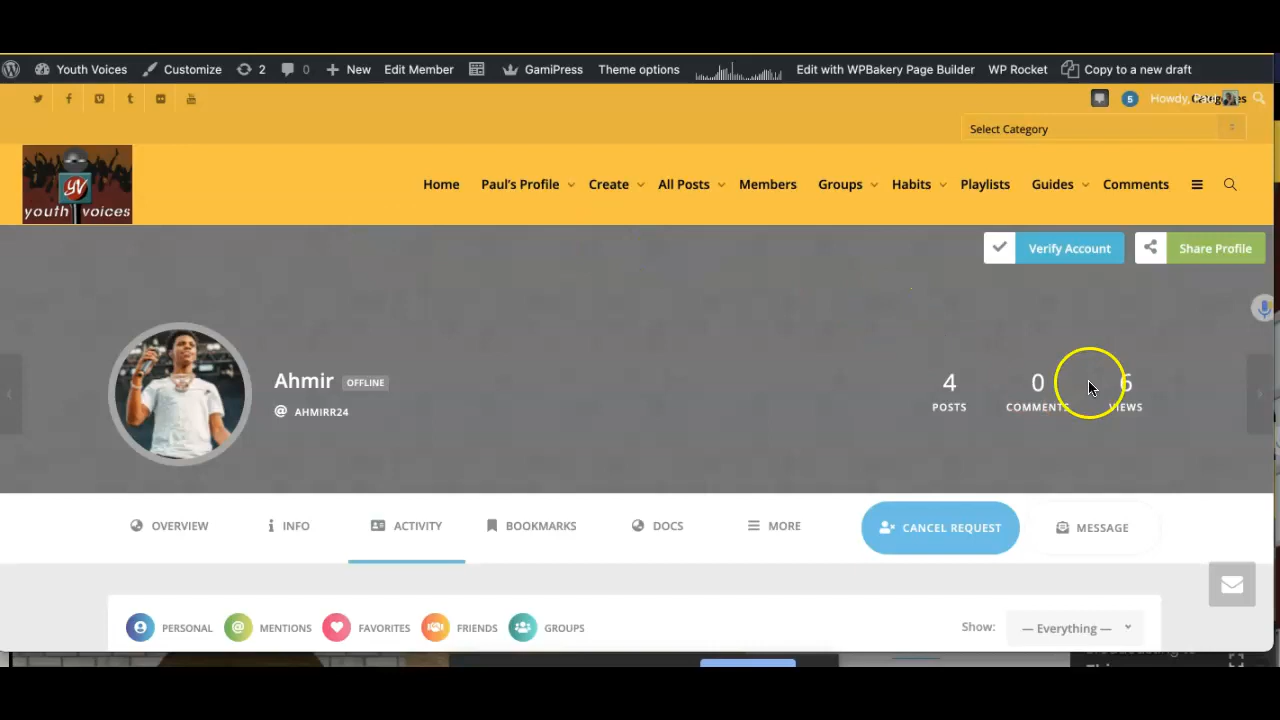 Youth Voices Customize 2 0 New Edit Member GamiPress Theme options Edit with WPBakery Page Builder WP Rocket Copy to a new draft
5 Howdy, Paul
Select Category
YV
youth voices
Home Paul's Profile Create All Posts Members Groups Habits Playlists Guides Comments
Verify Account Share Profile
Ahmir OFFLINE
@ AHMIRR24
4 0 6
POSTS COMMENTS VIEWS
OVERVIEW INFO ACTIVITY BOOKMARKS DOCS MORE CANCEL REQUEST MESSAGE
PERSONAL MENTIONS FAVORITES FRIENDS GROUPS Show: — Everything —